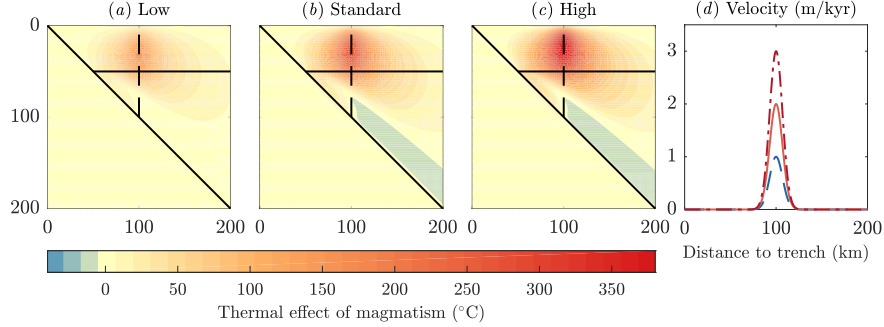 (a) Low
(b) Standard
(c) High
(d) Velocity (m/kyr)
0
100
200
0 100 200
0 100 200
0 100 200
3
2
1
0
0 100 200
Distance to trench (km)
0 50 100 150 200 250 300 350
Thermal effect of magmatism (°C)